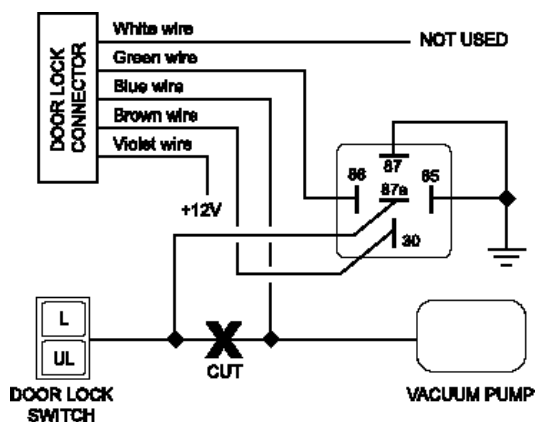 White wire
NOT USED
Green wire
Blue wire
Brown wire
Violet wire
DOOR LOCK
CONNECTOR
+12V
87
86
87a
85
30
L
UL
CUT
DOOR LOCK
SWITCH
VACUUM PUMP